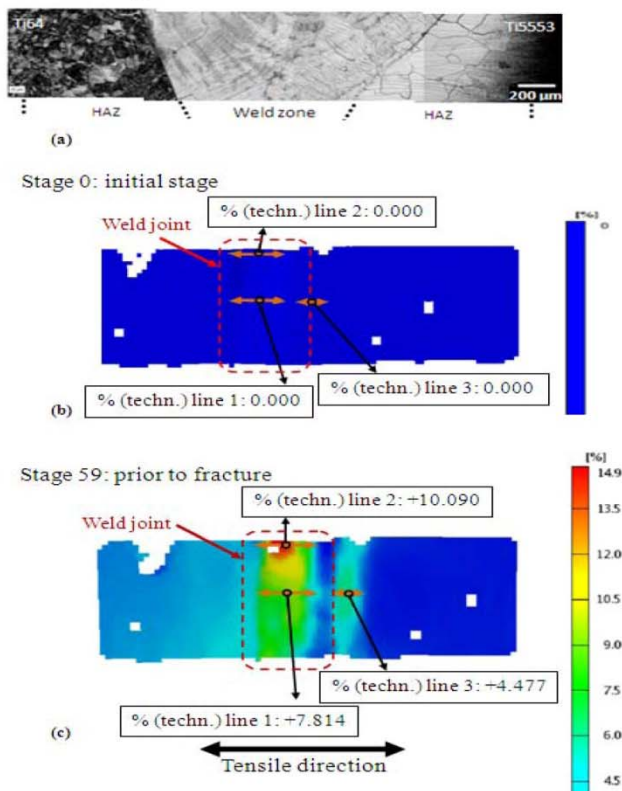 Ti64
Ti5553
200 μm
HAZ
Weld zone
HAZ
(a)
Stage 0: initial stage
% (techn.) line 2: 0.000
[%]
0
Weld joint
% (techn.) line 3: 0.000
% (techn.) line 1: 0.000
(b)
Stage 59: prior to fracture
[%]
14.9
% (techn.) line 2: +10.090
Weld joint
13.5
12.0
10.5
9.0
% (techn.) line 3: +4.477
7.5
% (techn.) line 1: +7.814
(c)
6.0
Tensile direction
4.5